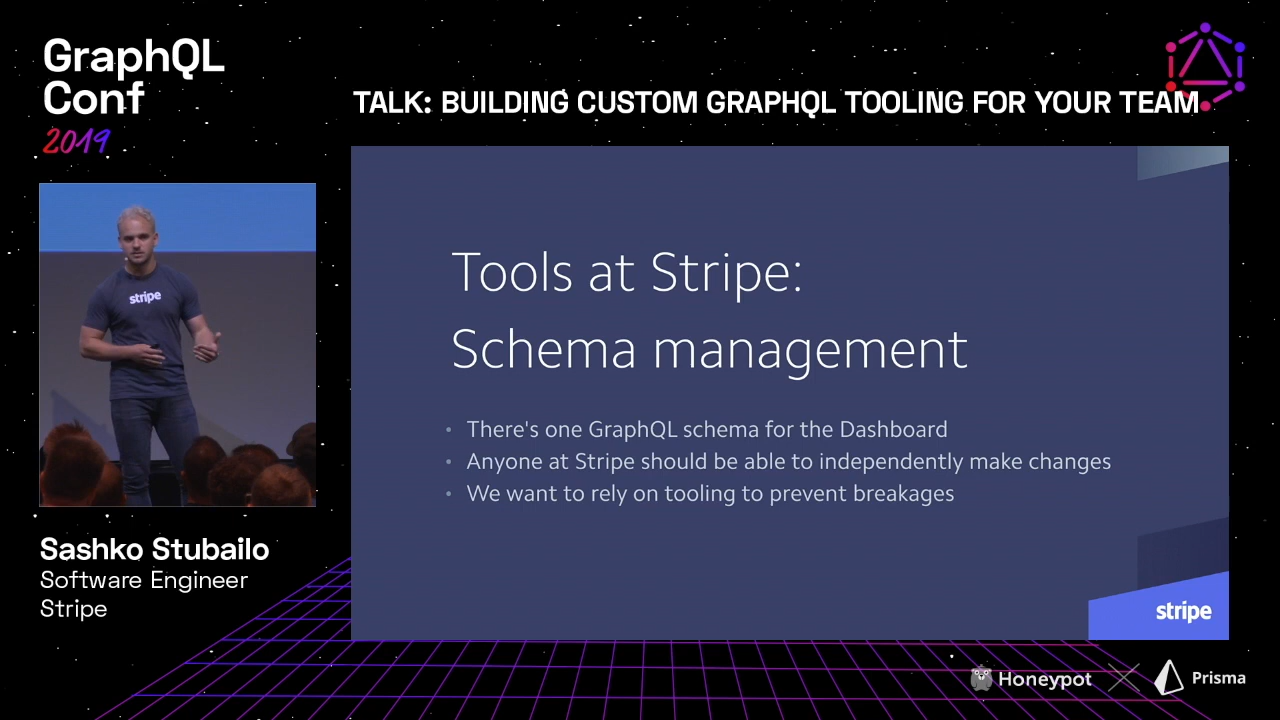 GraphQL
Conf
2019
TALK: BUILDING CUSTOM GRAPHQL TOOLING FOR YOUR TEAM
stripe
Tools at Stripe:
Schema management
• There's one GraphQL schema for the Dashboard
• Anyone at Stripe should be able to independently make changes
• We want to rely on tooling to prevent breakages
stripe
Sashko Stubailo
Software Engineer
Stripe
Honeypot
Prisma